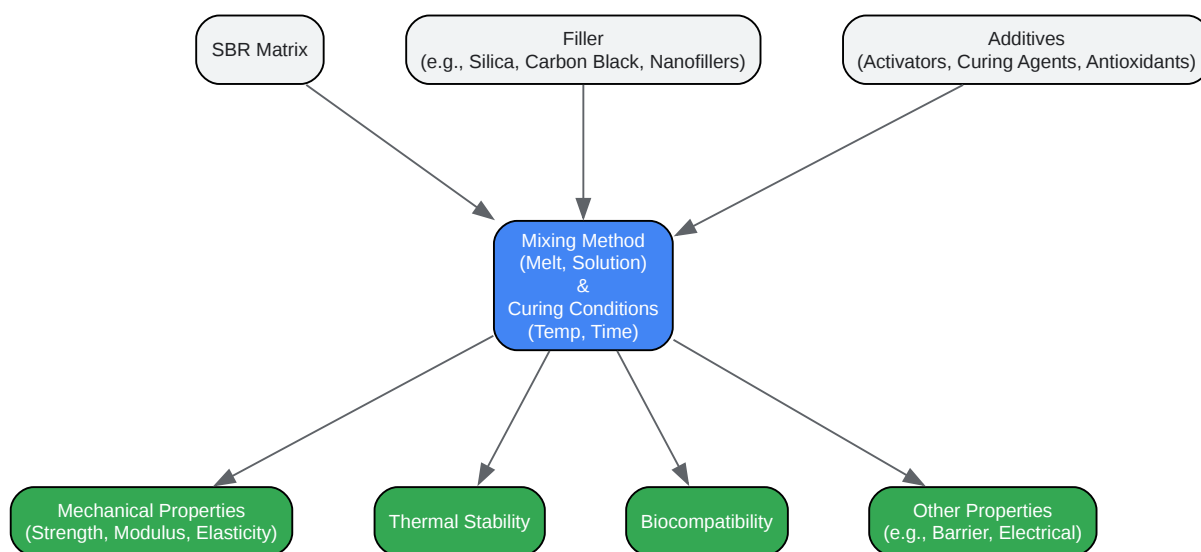 SBR Matrix
Filler
(e.g., Silica, Carbon Black, Nanofillers)
Additives
(Activators, Curing Agents, Antioxidants)
Mixing Method
(Melt, Solution)
&
Curing Conditions
(Temp, Time)
Mechanical Properties
(Strength, Modulus, Elasticity)
Thermal Stability
Biocompatibility
Other Properties
(e.g., Barrier, Electrical)